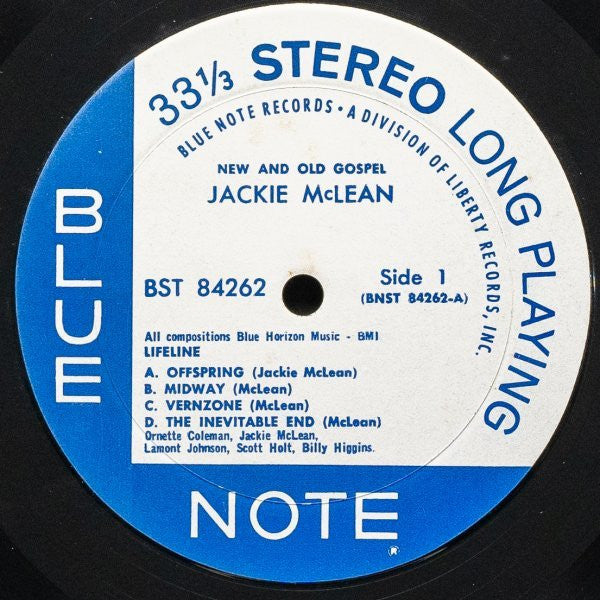 33⅓ STEREO LONG PLAYING
BLUE NOTE RECORDS • A DIVISION OF LIBERTY RECORDS, INC.
NEW AND OLD GOSPEL
JACKIE McLEAN
BST 84262
Side 1
(BNST 84262-A)
All compositions Blue Horizon Music - BMI
LIFELINE
A. OFFSPRING (Jackie McLean)
B. MIDWAY (McLean)
C. VERNZONE (McLean)
D. THE INEVITABLE END (McLean)
Ornette Coleman, Jackie McLean,
Lamont Johnson, Scott Holt, Billy Higgins.
BLUE
NOTE
®